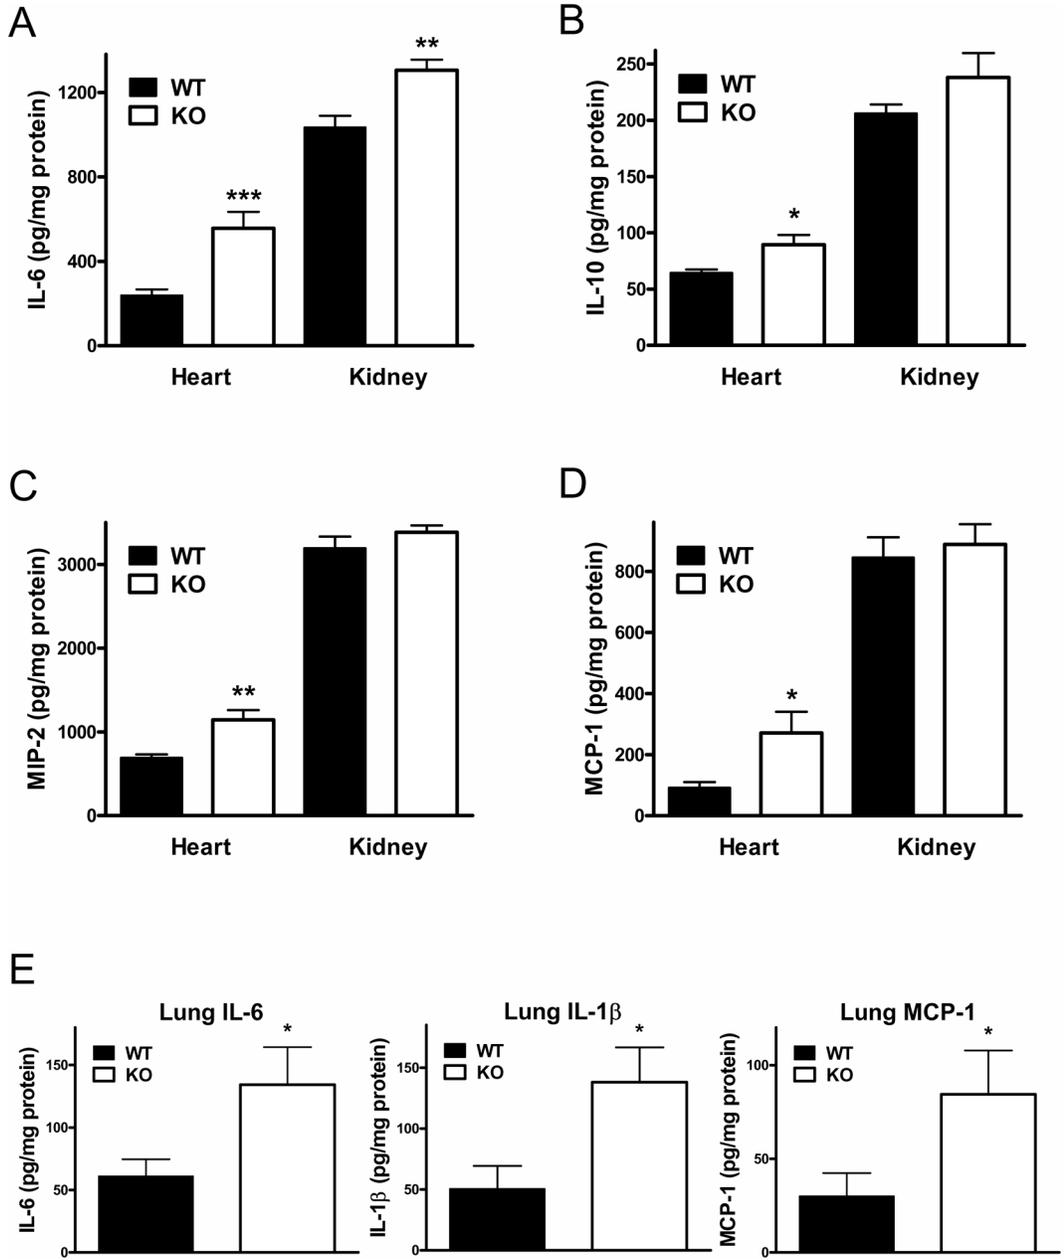 A
IL-6 (pg/mg protein)
1200
800
400
0
WT
KO
***
**
Heart
Kidney
B
IL-10 (pg/mg protein)
250
200
150
100
50
0
WT
KO
*
Heart
Kidney
C
MIP-2 (pg/mg protein)
3000
2000
1000
0
WT
KO
**
Heart
Kidney
D
MCP-1 (pg/mg protein)
800
600
400
200
0
WT
KO
*
Heart
Kidney
E
Lung IL-6
IL-6 (pg/mg protein)
150
100
50
0
WT
KO
*
Lung IL-1β
IL-1β (pg/mg protein)
150
100
50
0
WT
KO
*
Lung MCP-1
MCP-1 (pg/mg protein)
100
50
0
WT
KO
*